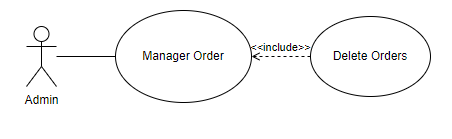 <<include>>
Manager Order
Delete Orders
Admin